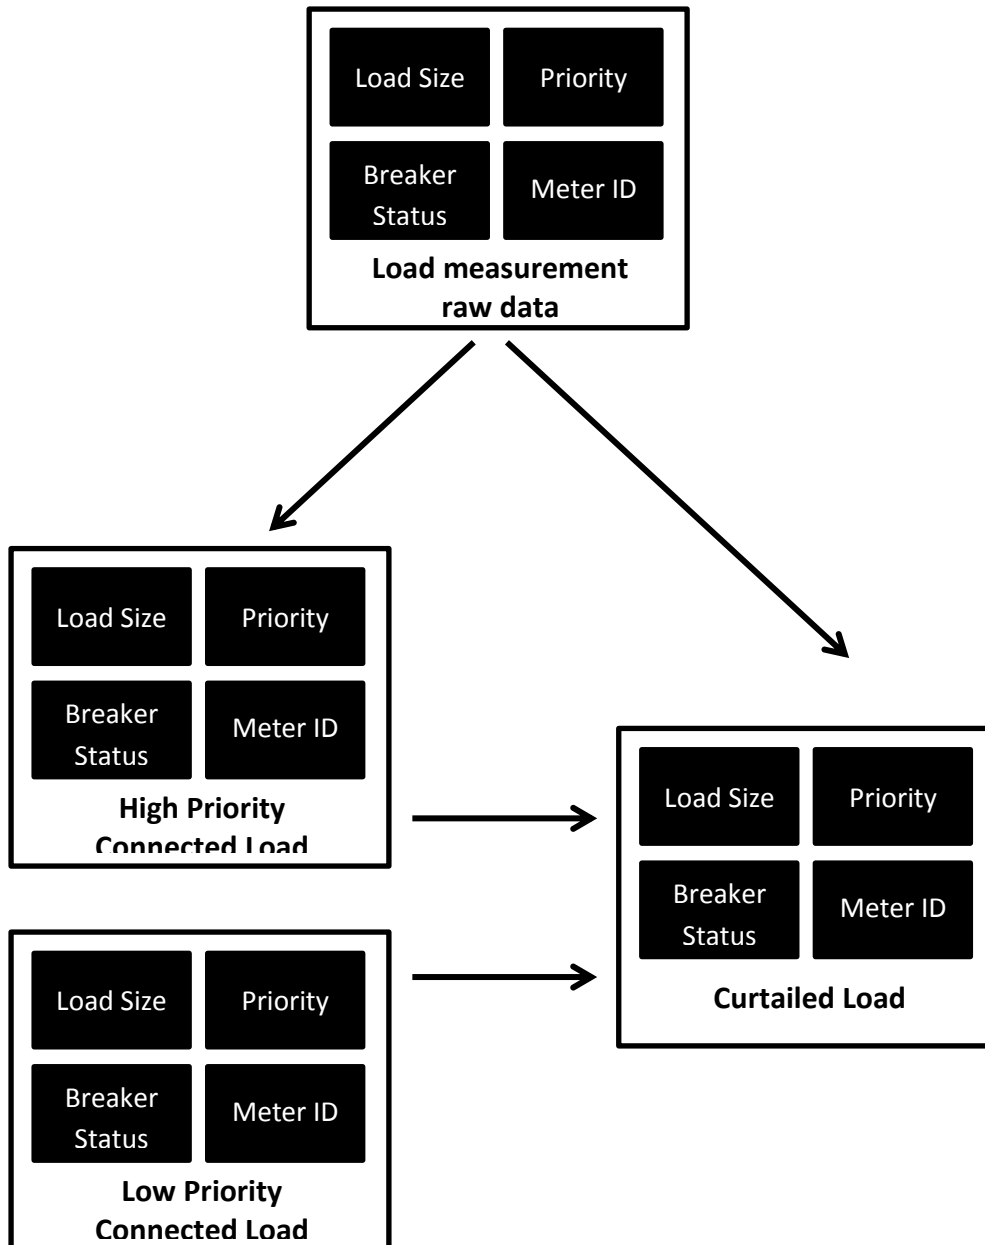 Load Size
Priority
Breaker
Status
Meter ID
Load measurement
raw data
Load Size
Priority
Breaker
Status
Meter ID
High Priority
Connected Load
Load Size
Priority
Breaker
Status
Meter ID
Curtailed Load
Load Size
Priority
Breaker
Status
Meter ID
Low Priority
Connected Load